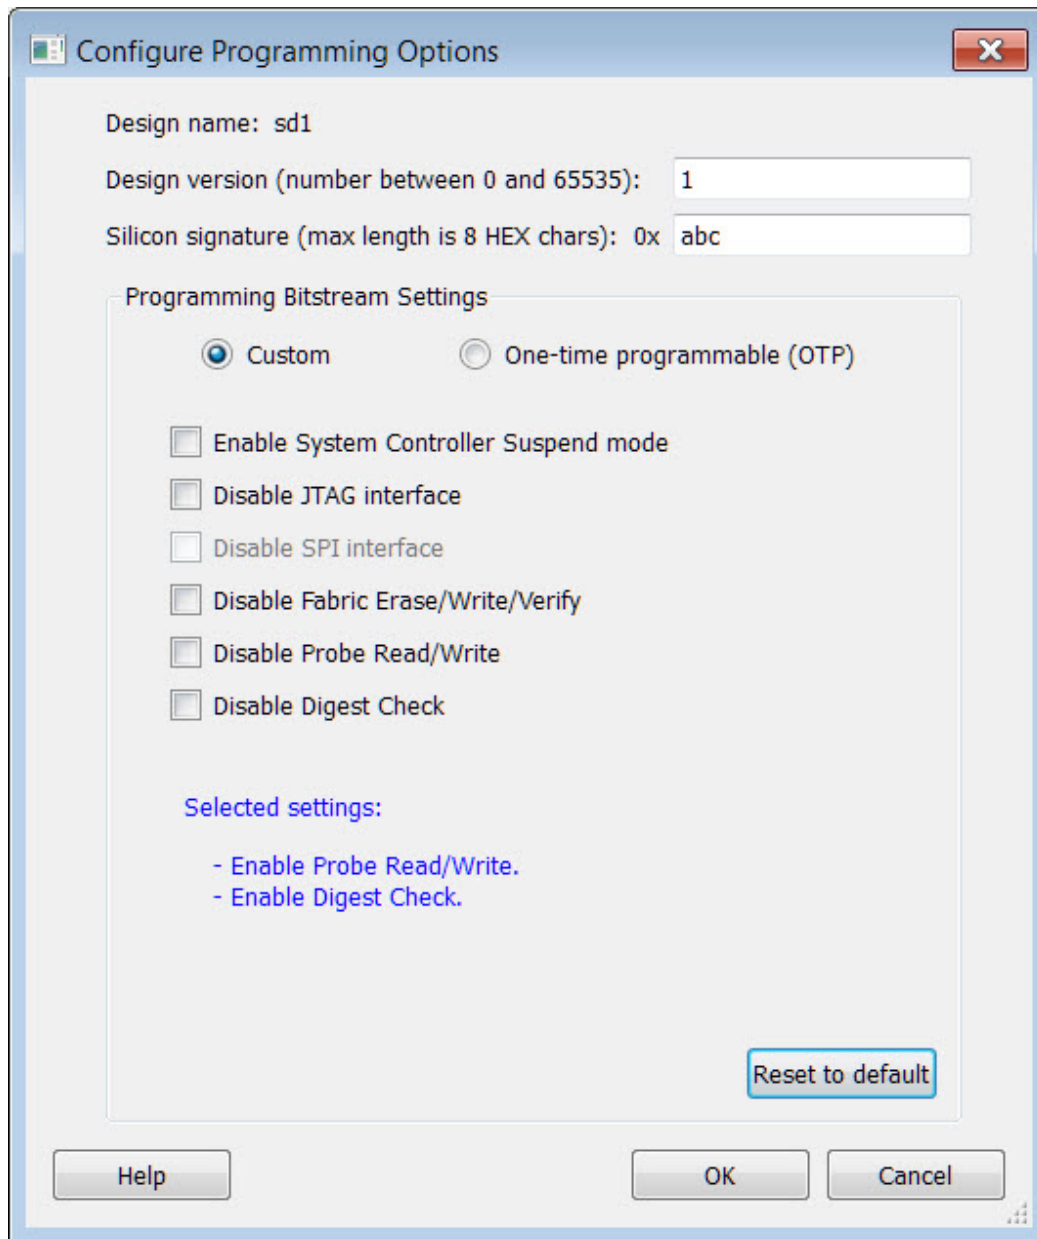 Configure Programming Options
Design name: sd1
Design version (number between 0 and 65535): 1
Silicon signature (max length is 8 HEX chars): 0x abc
Programming Bitstream Settings
Custom One-time programmable (OTP)
Enable System Controller Suspend mode
Disable JTAG interface
Disable SPI interface
Disable Fabric Erase/Write/Verify
Disable Probe Read/Write
Disable Digest Check
Selected settings:
- Enable Probe Read/Write.
- Enable Digest Check.
Reset to default
Help OK Cancel